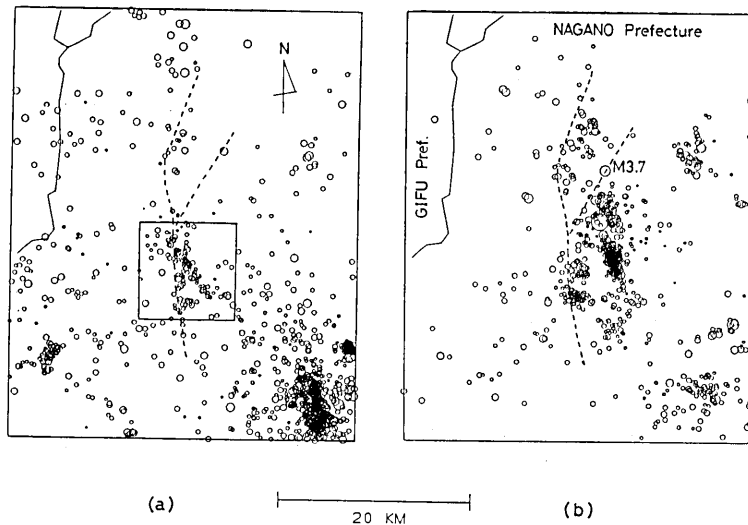 N
NAGANO Prefecture
GIFU Pref.
M3.7
(a)
(b)
20 KM